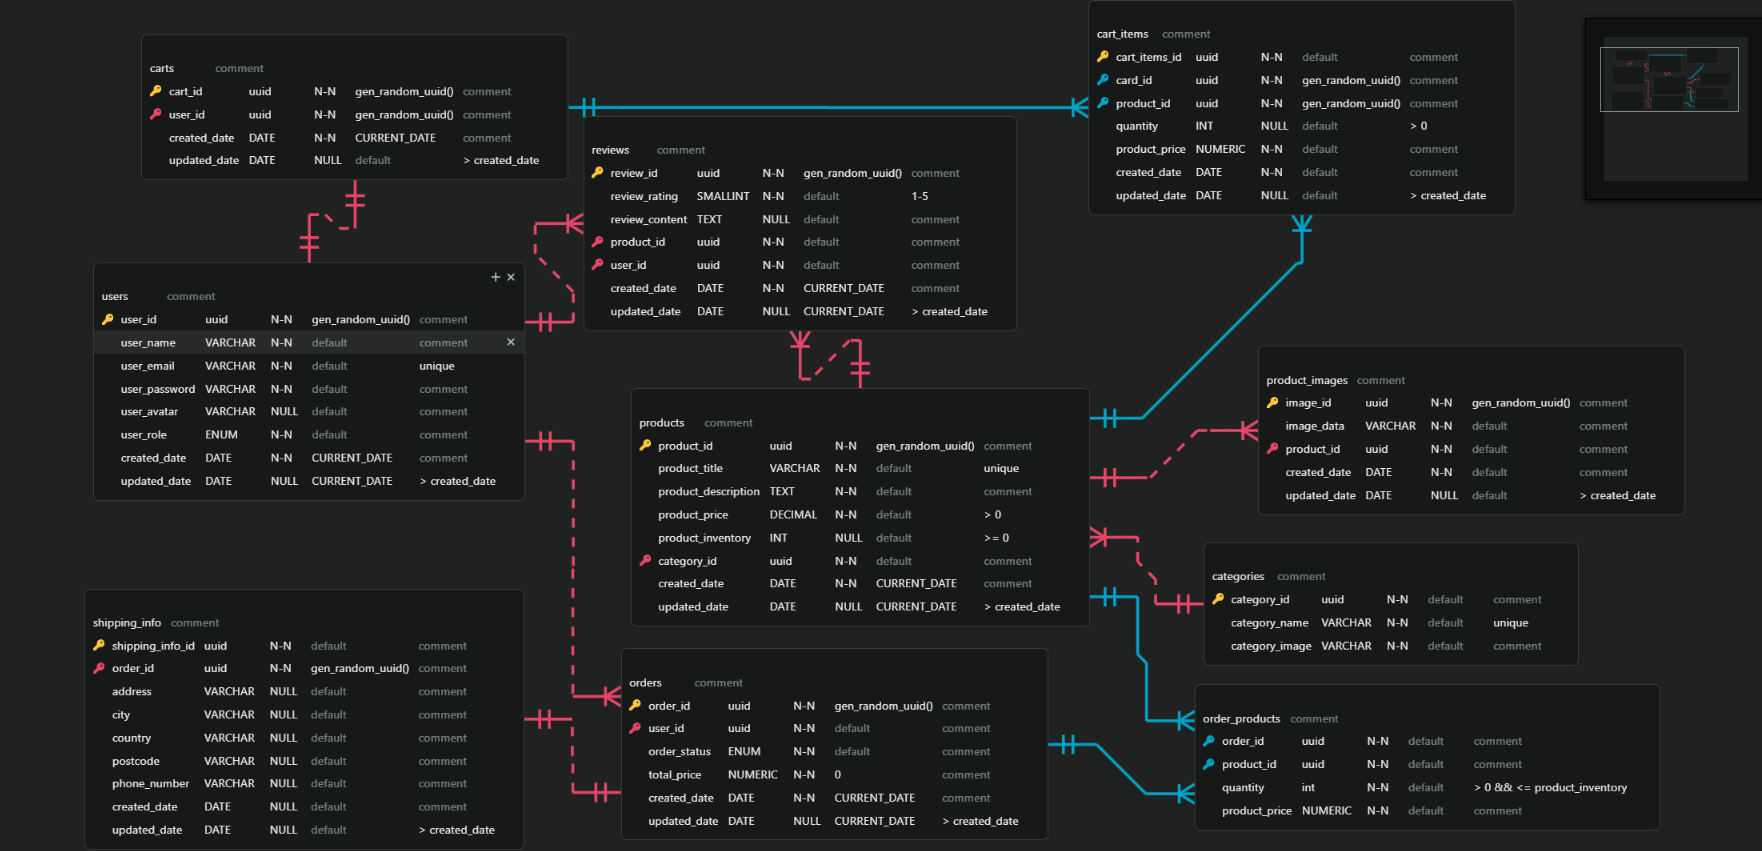 carts comment
cart_id uuid N-N gen_random_uuid() comment
user_id uuid N-N gen_random_uuid() comment
created_date DATE N-N CURRENT_DATE comment
updated_date DATE NULL default > created_date
cart_items comment
cart_items_id uuid N-N default comment
card_id uuid N-N gen_random_uuid() comment
product_id uuid N-N gen_random_uuid() comment
quantity INT NULL default > 0
product_price NUMERIC N-N default comment
created_date DATE N-N default comment
updated_date DATE NULL default > created_date
reviews comment
review_id uuid N-N gen_random_uuid() comment
review_rating SMALLINT N-N default 1-5
review_content TEXT NULL default comment
product_id uuid N-N default comment
user_id uuid N-N default comment
created_date DATE N-N CURRENT_DATE comment
updated_date DATE NULL CURRENT_DATE > created_date
users comment
user_id uuid N-N gen_random_uuid() comment
user_name VARCHAR N-N default comment
user_email VARCHAR N-N default unique
user_password VARCHAR N-N default comment
user_avatar VARCHAR NULL default comment
user_role ENUM N-N default comment
created_date DATE N-N CURRENT_DATE comment
updated_date DATE NULL CURRENT_DATE > created_date
products comment
product_id uuid N-N gen_random_uuid() comment
product_title VARCHAR N-N default unique
product_description TEXT N-N default comment
product_price DECIMAL N-N default > 0
product_inventory INT NULL default >= 0
category_id uuid N-N default comment
created_date DATE N-N CURRENT_DATE comment
updated_date DATE NULL CURRENT_DATE > created_date
product_images comment
image_id uuid N-N gen_random_uuid() comment
image_data VARCHAR N-N default comment
product_id uuid N-N default comment
created_date DATE N-N default comment
updated_date DATE NULL default > created_date
categories comment
category_id uuid N-N default comment
category_name VARCHAR N-N default unique
category_image VARCHAR N-N default comment
shipping_info comment
shipping_info_id uuid N-N default comment
order_id uuid N-N gen_random_uuid() comment
address VARCHAR NULL default comment
city VARCHAR NULL default comment
country VARCHAR NULL default comment
postcode VARCHAR NULL default comment
phone_number VARCHAR NULL default comment
created_date DATE NULL default comment
updated_date DATE NULL default > created_date
orders comment
order_id uuid N-N gen_random_uuid() comment
user_id uuid N-N default comment
order_status ENUM N-N default comment
total_price NUMERIC N-N 0 comment
created_date DATE N-N CURRENT_DATE comment
updated_date DATE NULL CURRENT_DATE > created_date
order_products comment
order_id uuid N-N default comment
product_id uuid N-N default comment
quantity int N-N default > 0 && <= product_inventory
product_price NUMERIC N-N default comment